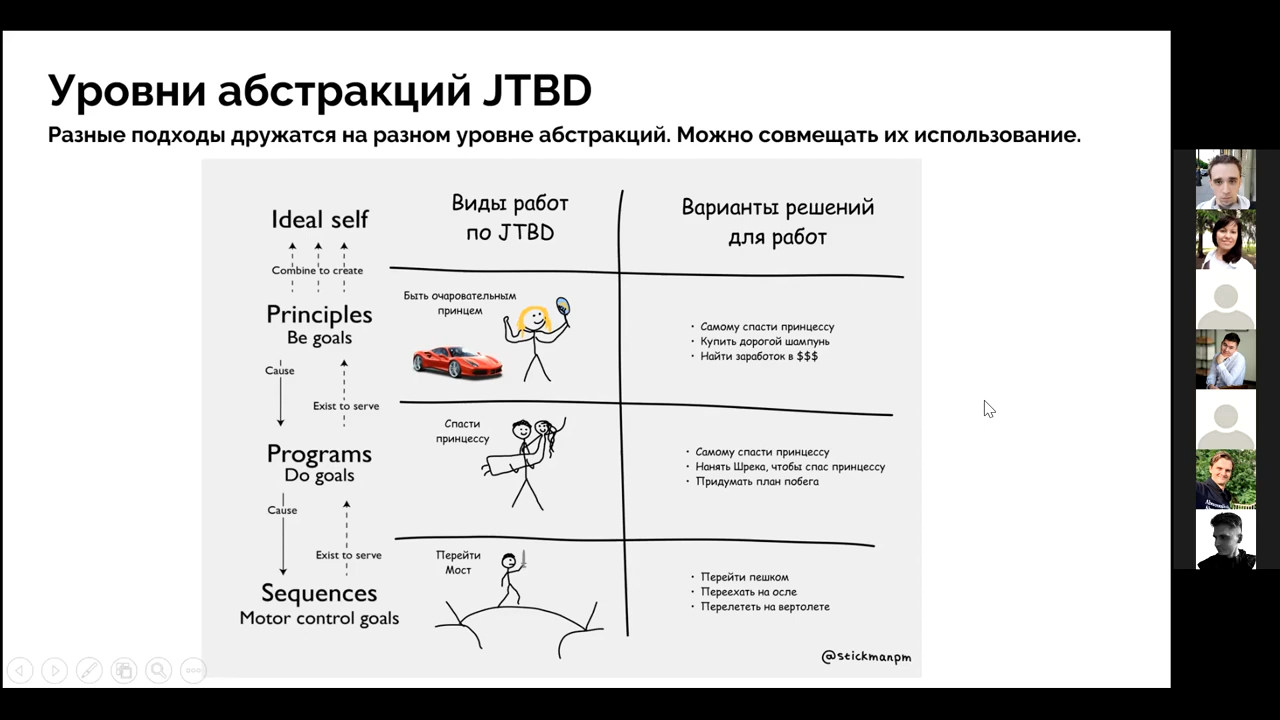 Уровни абстракций JTBD
Разные подходы дружатся на разном уровне абстракций. Можно совмещать их использование.
Ideal self
Combine to create
Principles
Be goals
Cause
Exist to serve
Programs
Do goals
Cause
Exist to serve
Sequences
Motor control goals
Виды работ
по JTBD
Варианты решений
для работ
Быть очаровательным
принцем
• Самому спасти принцессу
• Купить дорогой шампунь
• Найти заработок в $$$
Спасти
принцессу
• Самому спасти принцессу
• Нанять Шрека, чтобы спас принцессу
• Придумать план побега
Перейти
Мост
• Перейти пешком
• Переехать на осле
• Перелететь на вертолете
@stickmanpm